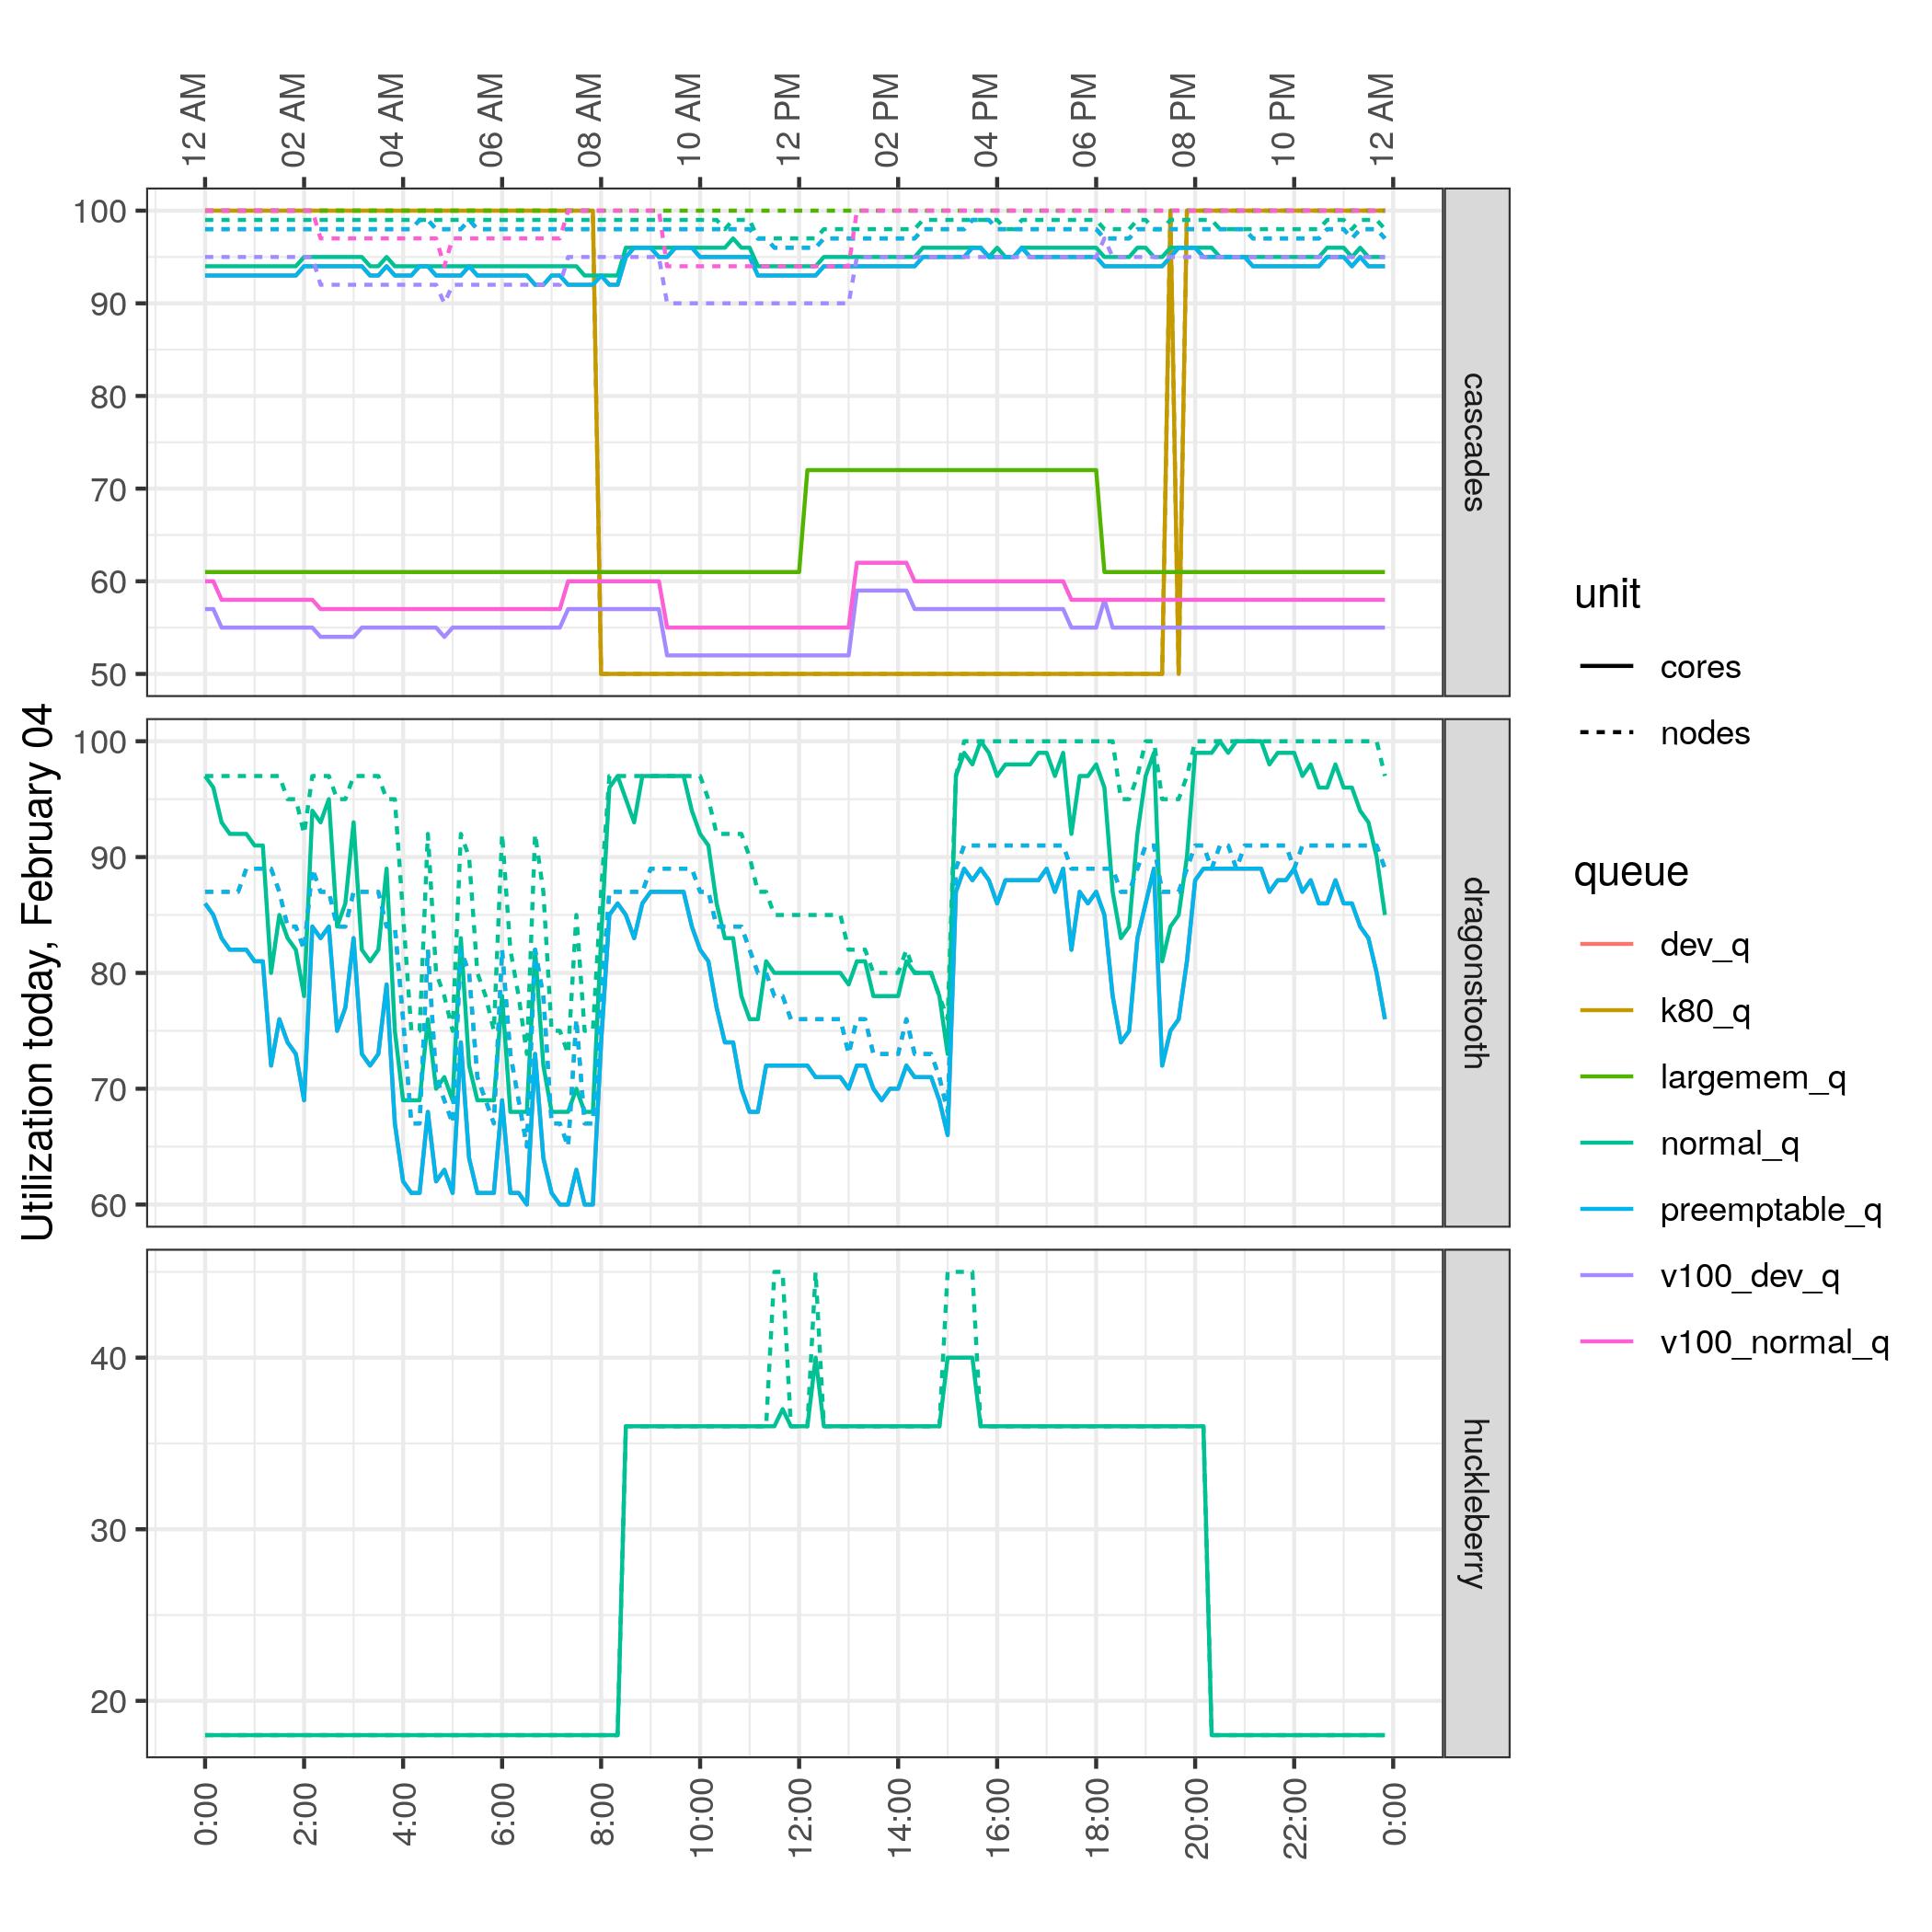 12 AM
02 AM
04 AM
06 AM
08 AM
10 AM
12 PM
02 PM
04 PM
06 PM
08 PM
10 PM
12 AM
100
90
80
70
60
50
cascades
100
90
80
70
60
dragonstooth
40
30
20
huckleberry
0:00
2:00
4:00
6:00
8:00
10:00
12:00
14:00
16:00
18:00
20:00
22:00
0:00
Utilization today, February 04
unit
cores
nodes
queue
dev_q
k80_q
largemem_q
normal_q
preemptable_q
v100_dev_q
v100_normal_q